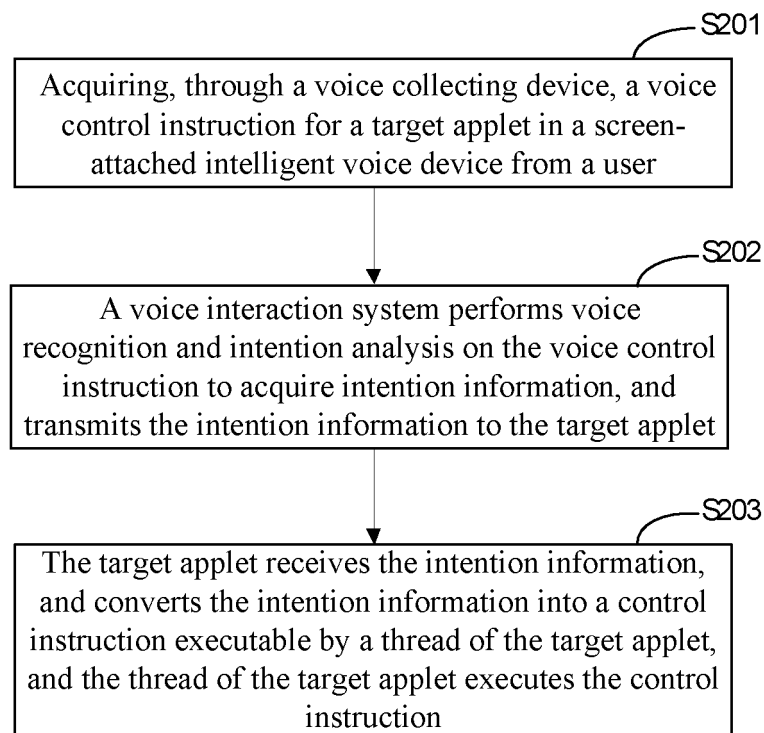 S201
Acquiring, through a voice collecting device, a voice
control instruction for a target applet in a screen-
attached intelligent voice device from a user
S202
A voice interaction system performs voice
recognition and intention analysis on the voice control
instruction to acquire intention information, and
transmits the intention information to the target applet
S203
The target applet receives the intention information,
and converts the intention information into a control
instruction executable by a thread of the target applet,
and the thread of the target applet executes the control
instruction